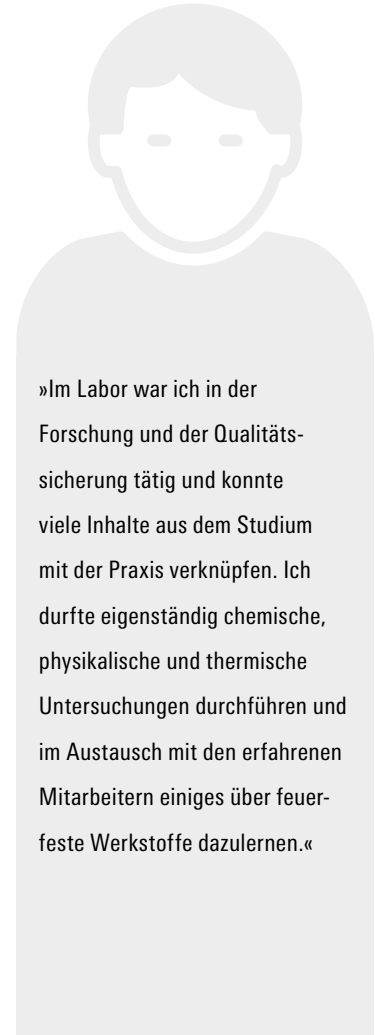 »Im Labor war ich in der
Forschung und der Qualitäts-
sicherung tätig und konnte
viele Inhalte aus dem Studium
mit der Praxis verknüpfen. Ich
durfte eigenständig chemische,
physikalische und thermische
Untersuchungen durchführen und
im Austausch mit den erfahrenen
Mitarbeitern einiges über feuer-
feste Werkstoffe dazulernen.«